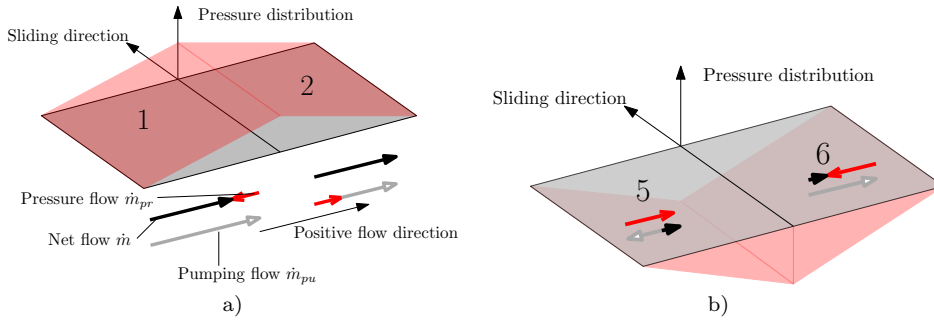 Pressure distribution
Sliding direction
1
2
Pressure flow ṁ_pr
Net flow ṁ
Positive flow direction
Pumping flow ṁ_pu
a)
Pressure distribution
Sliding direction
5
6
b)